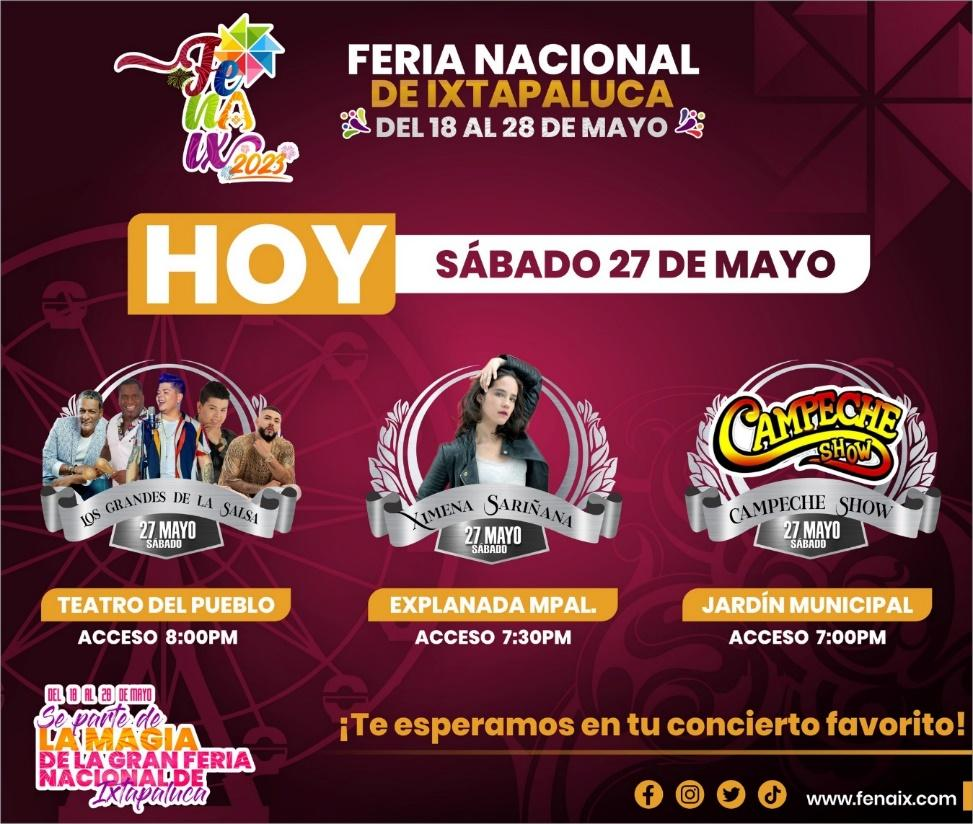 Fe
na
ix
2023
FERIA NACIONAL
DE IXTAPALUCA
DEL 18 AL 28 DE MAYO
HOY
SÁBADO 27 DE MAYO
LOS GRANDES DE LA SALSA
27 MAYO
SÁBADO
TEATRO DEL PUEBLO
ACCESO 8:00PM
XIMENA SARIÑANA
27 MAYO
SÁBADO
EXPLANADA MPAL.
ACCESO 7:30PM
CAMPECHE
SHOW
CAMPECHE SHOW
27 MAYO
SÁBADO
JARDÍN MUNICIPAL
ACCESO 7:00PM
DEL 18 AL 28 DE MAYO
Se parte de
LA MAGIA
DE LA GRAN FERIA
NACIONAL DE
Ixtapaluca
¡Te esperamos en tu concierto favorito!
www.fenaix.com